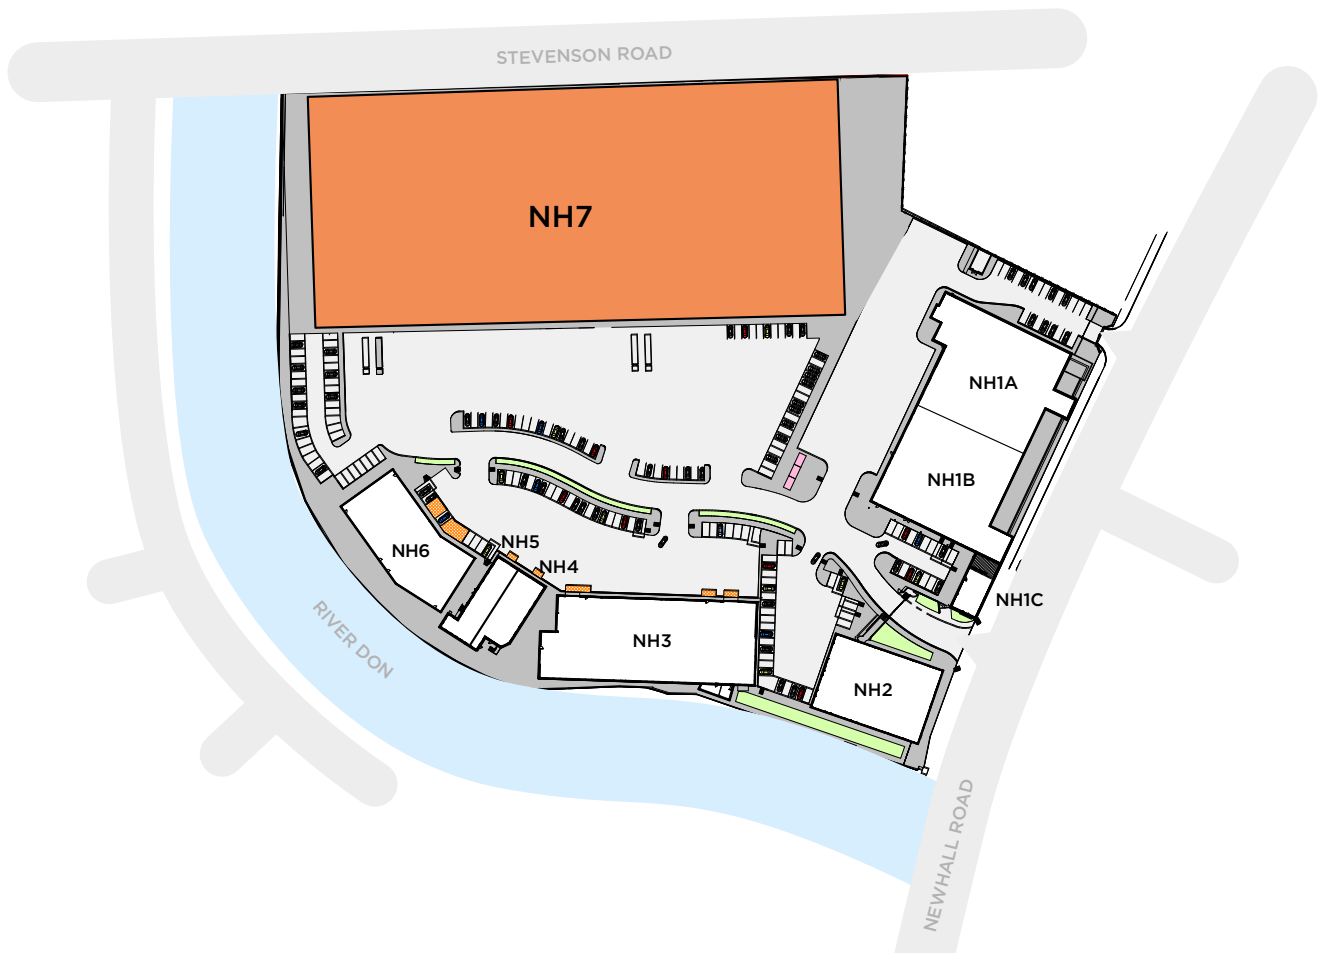 STEVENSON ROAD
NH7
NH1A
NH1B
NH5
NH6
NH4
NH1C
NH3
RIVER DON
NH2
NEWHALL ROAD